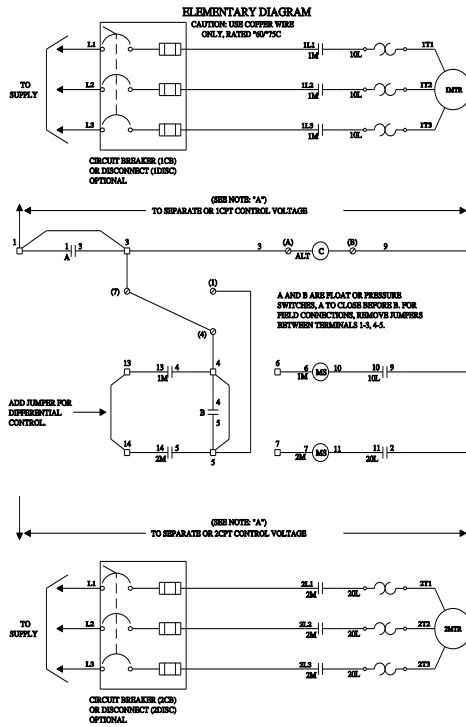 ELEMENTARY DIAGRAM
CAUTION: USE COPPER WIRE
ONLY, RATED "60/"75C
L1
1L1
1M
10L
1T1
TO
SUPPLY
L2
1L2
1M
10L
1T2
1MTR
L3
1L3
1M
10L
1T3
CIRCUIT BREAKER (1CB)
OR DISCONNECT (1DISC)
OPTIONAL
(SEE NOTE: "A")
TO SEPARATE OR 1CPT CONTROL VOLTAGE
1
1 3
A
3
3
(A)
ALT
C
(B)
9
(7)
(1)
A AND B ARE FLOAT OR PRESSURE
SWITCHES, A TO CLOSE BEFORE B. FOR
FIELD CONNECTIONS, REMOVE JUMPERS
BETWEEN TERMINALS 1-3, 4-5.
(4)
13
13 4
1M
4
6
6
1M
MS
10
10 9
10L
ADD JUMPER FOR
DIFFERENTIAL
CONTROL.
4
B
5
14
14 5
2M
5
7
7
2M
MS
11
11 2
20L
(SEE NOTE: "A")
TO SEPARATE OR 2CPT CONTROL VOLTAGE
L1
2L1
2M
20L
2T1
TO
SUPPLY
L2
2L2
2M
20L
2T2
2MTR
L3
2L3
2M
20L
2T3
CIRCUIT BREAKER (2CB)
OR DISCONNECT (2DISC)
OPTIONAL